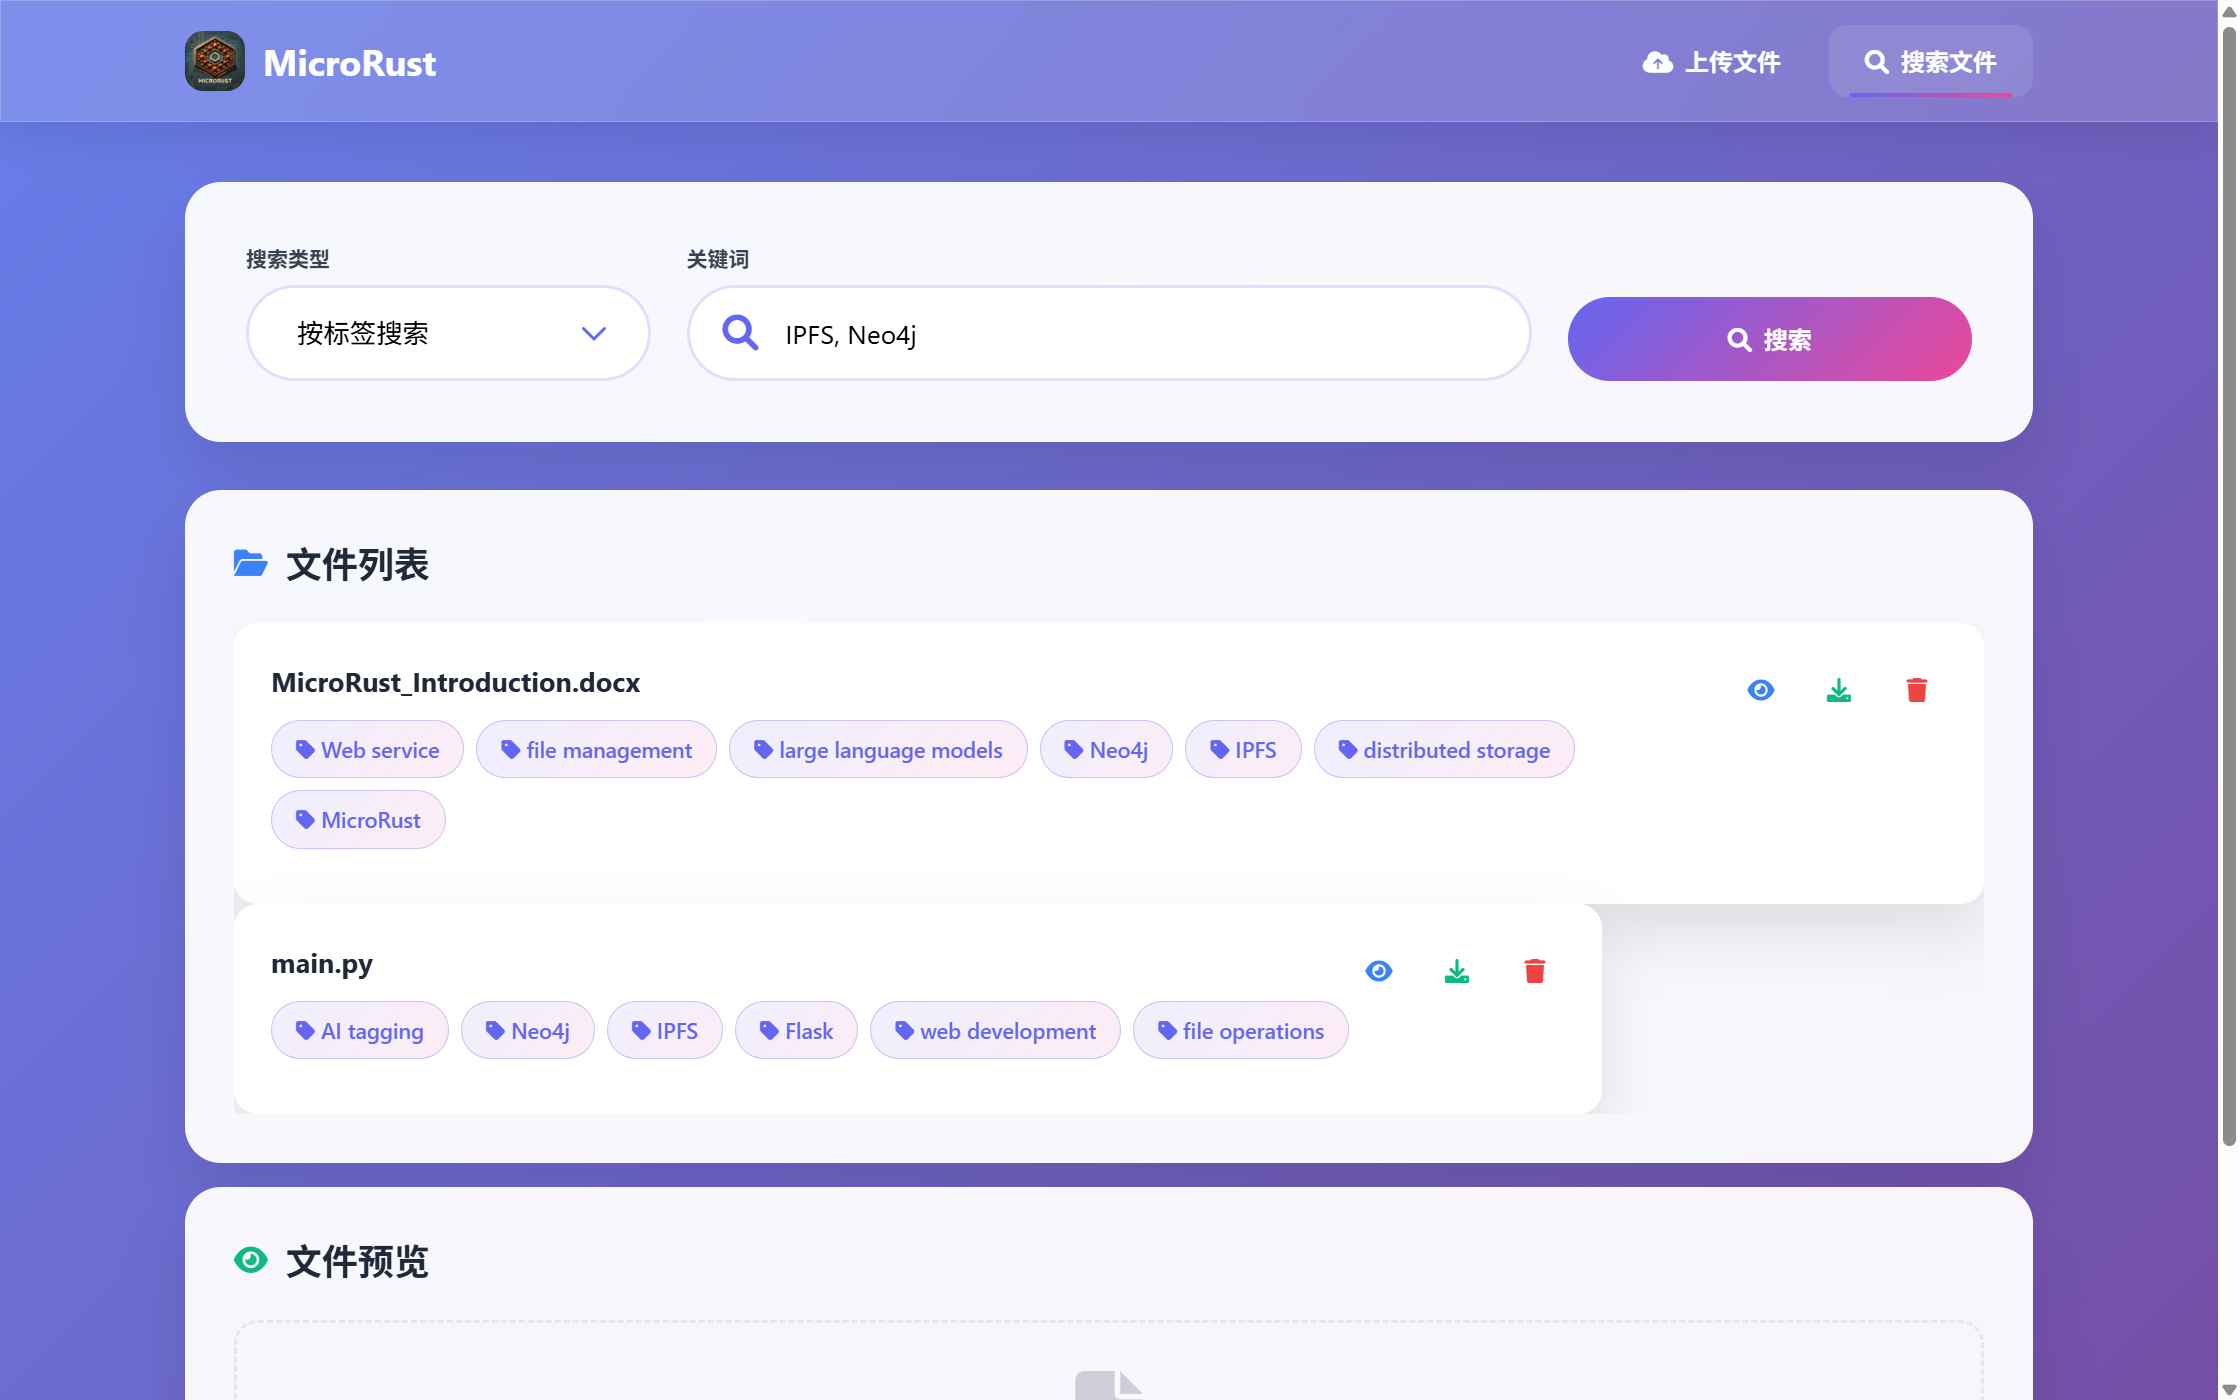 MICRORUST
MicroRust
上传文件
搜索文件
搜索类型
关键词
按标签搜索
IPFS, Neo4j
搜索
文件列表
MicroRust_Introduction.docx
Web service
file management
large language models
Neo4j
IPFS
distributed storage
MicroRust
main.py
AI tagging
Neo4j
IPFS
Flask
web development
file operations
文件预览